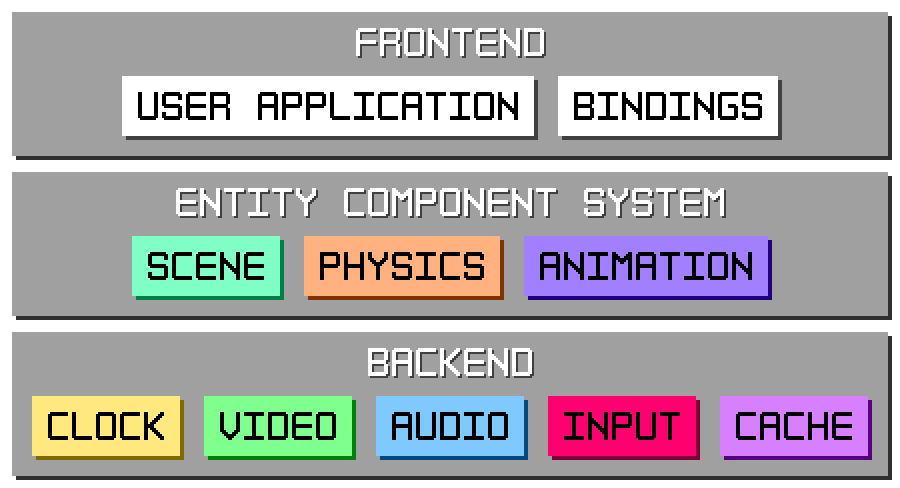 FRONTEND
USER APPLICATION BINDINGS
ENTITY COMPONENT SYSTEM
SCENE PHYSICS ANIMATION
BACKEND
CLOCK VIDEO AUDIO INPUT CACHE